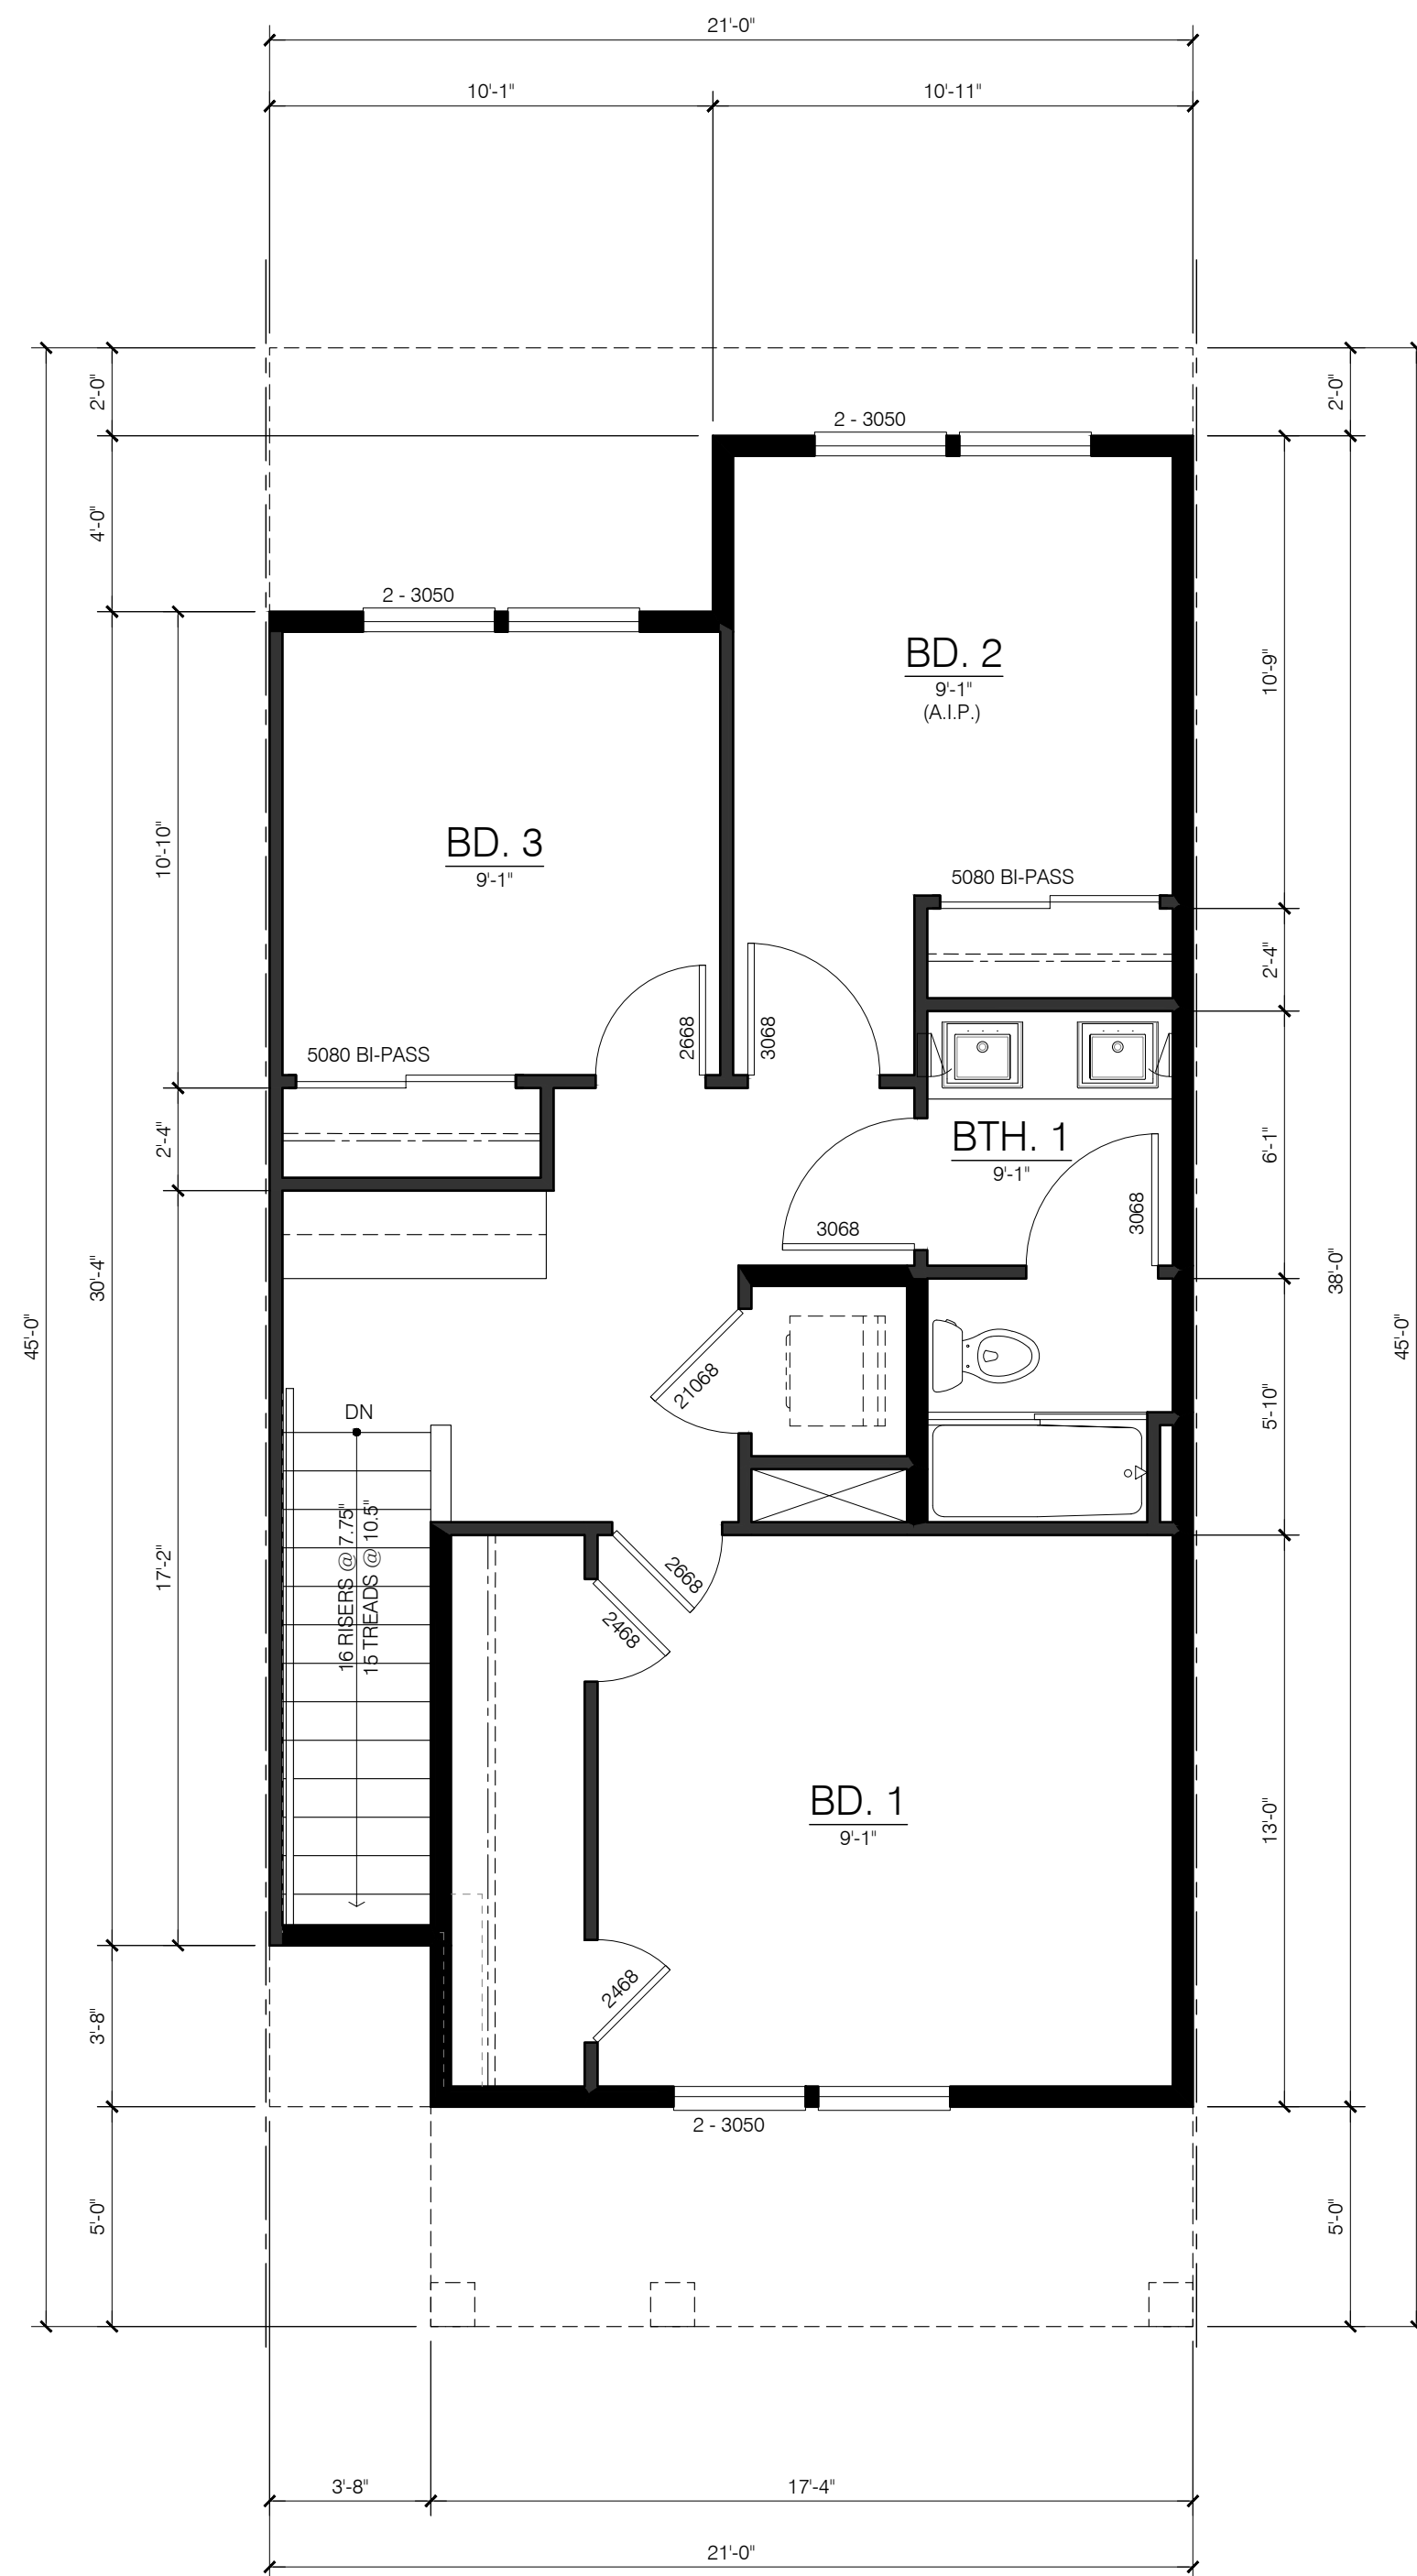 21'-0"
10'-1"
10'-11"
2'-0"
2'-0"
2 - 3050
4'-0"
2 - 3050
BD. 2
9'-1"
(A.I.P.)
10'-9"
10'-10"
BD. 3
9'-1"
5080 BI-PASS
2'-4"
2668
3068
5080 BI-PASS
2'-4"
BTH. 1
9'-1"
6'-1"
3068
3068
30'-4"
38'-0"
45'-0"
45'-0"
21068
DN
5'-10"
16 RISERS @ 7.75"
15 TREADS @ 10.5"
17'-2"
2668
2468
BD. 1
9'-1"
13'-0"
2468
3'-8"
2 - 3050
5'-0"
5'-0"
3'-8"
17'-4"
21'-0"